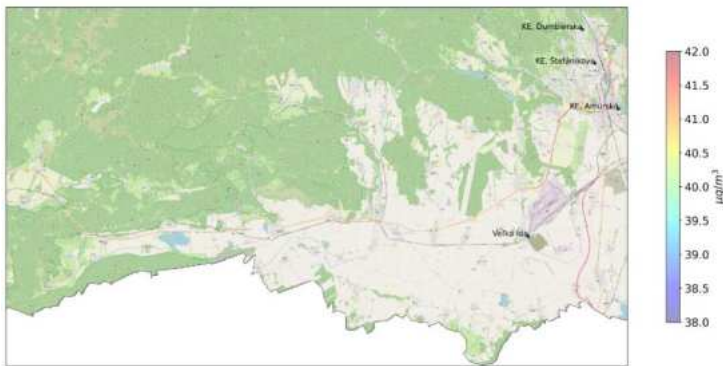 KE, Ďumbierska
KE, Štefánikova
KE, Amurská
Veľká Ida
42.0
41.5
41.0
40.5
40.0
39.5
39.0
38.5
38.0
µg/m³